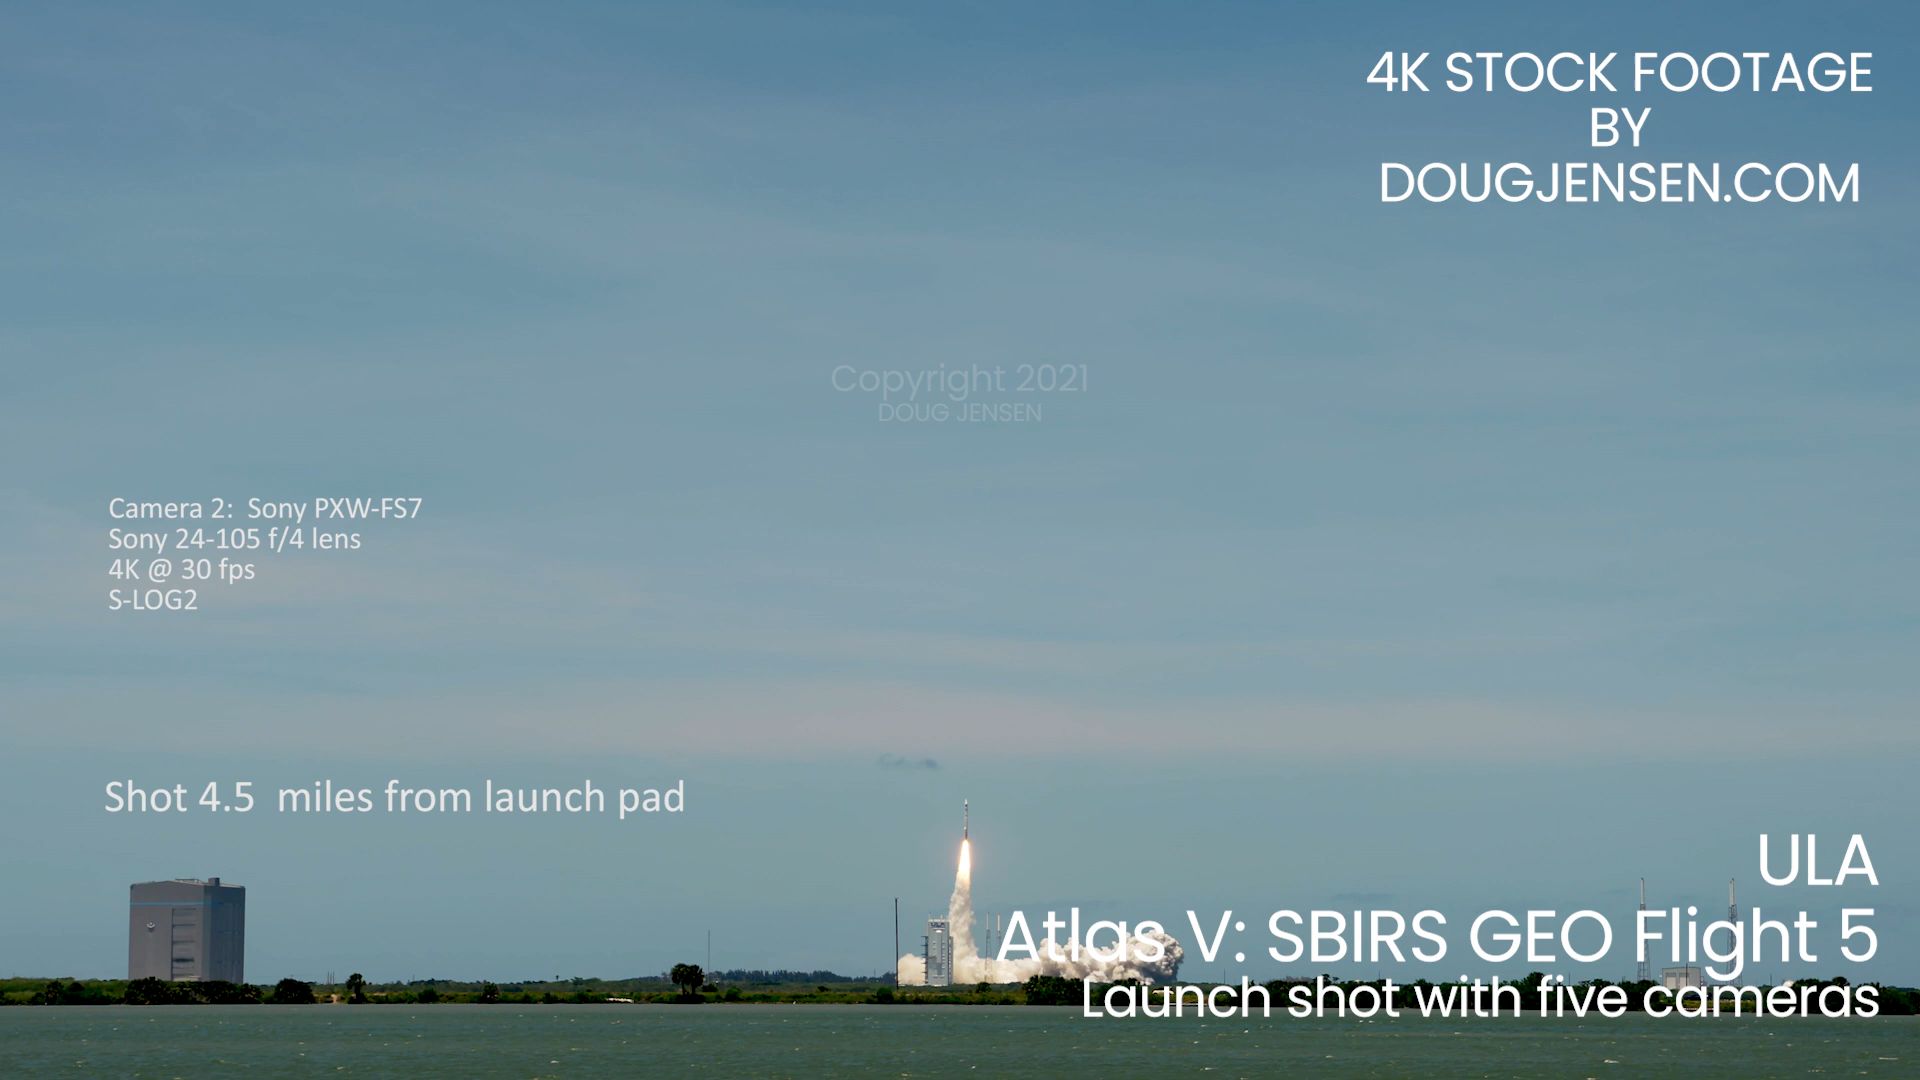 4K STOCK FOOTAGE
BY
DOUGJENSEN.COM
Copyright 2021
DOUG JENSEN
Camera 2:  Sony PXW-FS7
Sony 24-105 f/4 lens
4K @ 30 fps
S-LOG2
Shot 4.5  miles from launch pad
ULA
Atlas V: SBIRS GEO Flight 5
Launch shot with five cameras